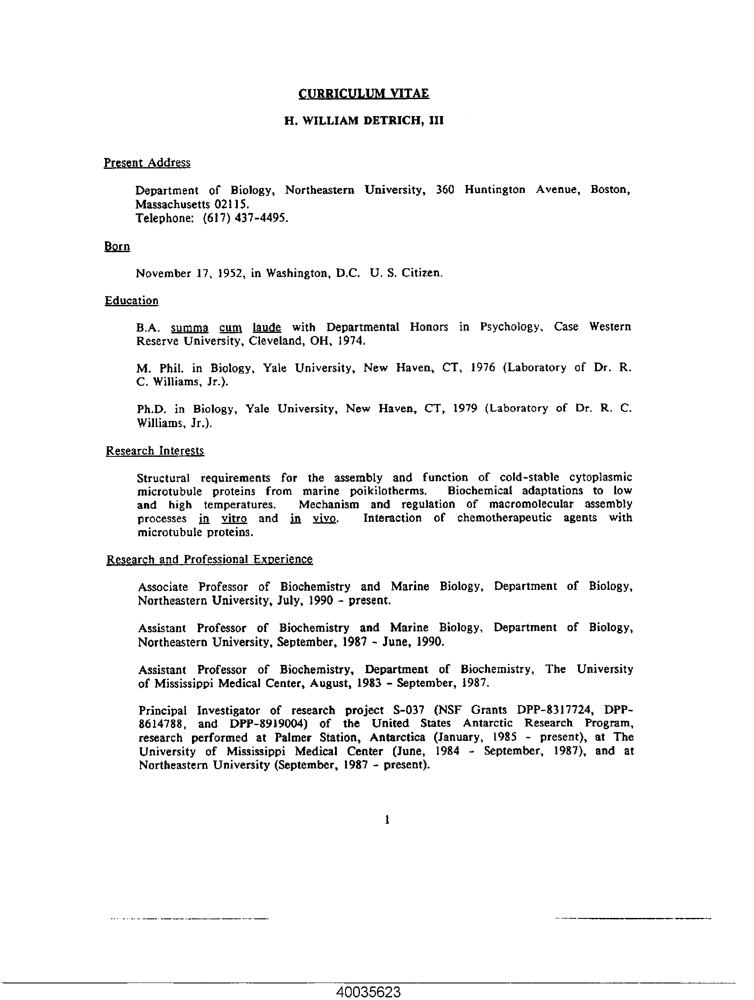 CURRICULUM VITAE
H. WILLIAM DETRICH, III
Present Address
Department of Biology, Northeastern University, 360 Huntington Avenue, Boston,
Massachusetts 02115.
Telephone: (617) 437-4495.
Born
November 17, 1952, in Washington, D.C. U. S. Citizen.
Education
B.A. summa cum laude with Departmental Honors in Psychology, Case Western
Reserve University, Cleveland, OH, 1974.
M. Phil. in Biology, Yale University, New Haven, CT, 1976 (Laboratory of Dr. R.
C. Williams, Jr.).
Ph.D. in Biology, Yale University, New Haven, CT, 1979 (Laboratory of Dr. R. C.
Williams, Jr.).
Research Interests
Structural requirements for the assembly and function of cold-stable cytoplasmic
microtubule proteins from marine poikilotherms. Biochemical adaptations to low
and high temperatures. Mechanism and regulation of macromolecular assembly
processes in vitro and in vivo. Interaction of chemotherapeutic agents with
microtubule proteins.
Research and Professional Experience
Associate Professor of Biochemistry and Marine Biology, Department of Biology,
Northeastern University, July, 1990 - present.
Assistant Professor of Biochemistry and Marine Biology, Department of Biology,
Northeastern University, September, 1987 - June, 1990.
Assistant Professor of Biochemistry, Department of Biochemistry, The University
of Mississippi Medical Center, August, 1983 - September, 1987.
Principal Investigator of research project S-037 (NSF Grants DPP-8317724, DPP-
8614788, and DPP-8919004) of the United States Antarctic Research Program,
research performed at Palmer Station, Antarctica (January, 1985 - present), at The
University of Mississippi Medical Center (June, 1984 - September, 1987), and at
Northeastern University (September, 1987 - present).
1
40035623